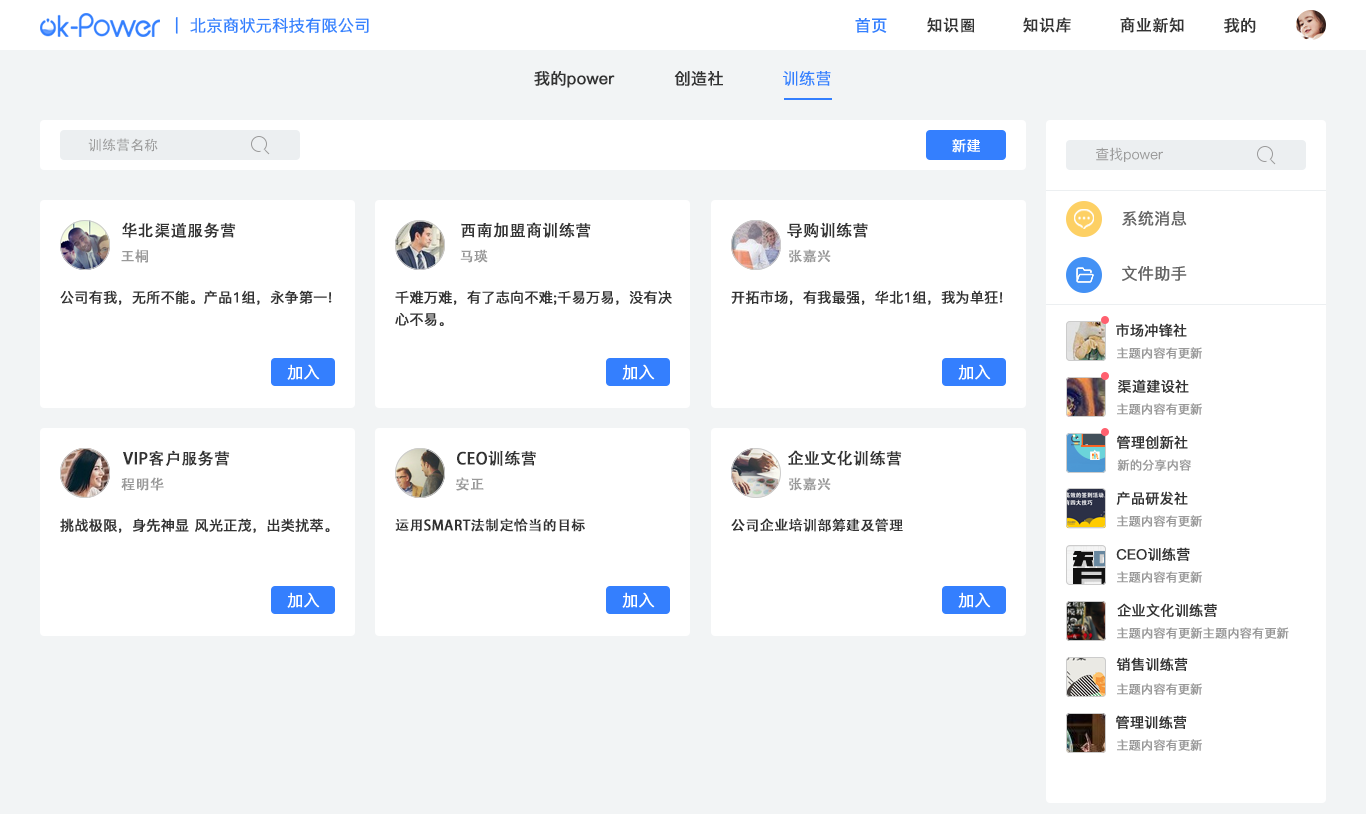 ok-Power | 北京商状元科技有限公司
首页 知识圈 知识库 商业新知 我的
我的power 创造社 训练营
训练营名称 新建
华北渠道服务营
王桐
公司有我，无所不能。产品1组，永争第一!
加入
西南加盟商训练营
马瑛
千难万难，有了志向不难;千易万易，没有决
心不易。
加入
导购训练营
张嘉兴
开拓市场，有我最强，华北1组，我为单狂!
加入
VIP客户服务营
程明华
挑战极限，身先神显 风光正茂，出类扰萃。
加入
CEO训练营
安正
运用SMART法制定恰当的目标
加入
企业文化训练营
张嘉兴
公司企业培训部筹建及管理
加入
查找power
系统消息
文件助手
市场冲锋社
主题内容有更新
渠道建设社
主题内容有更新
管理创新社
新的分享内容
产品研发社
主题内容有更新
CEO训练营
主题内容有更新
企业文化训练营
主题内容有更新主题内容有更新
销售训练营
主题内容有更新
管理训练营
主题内容有更新